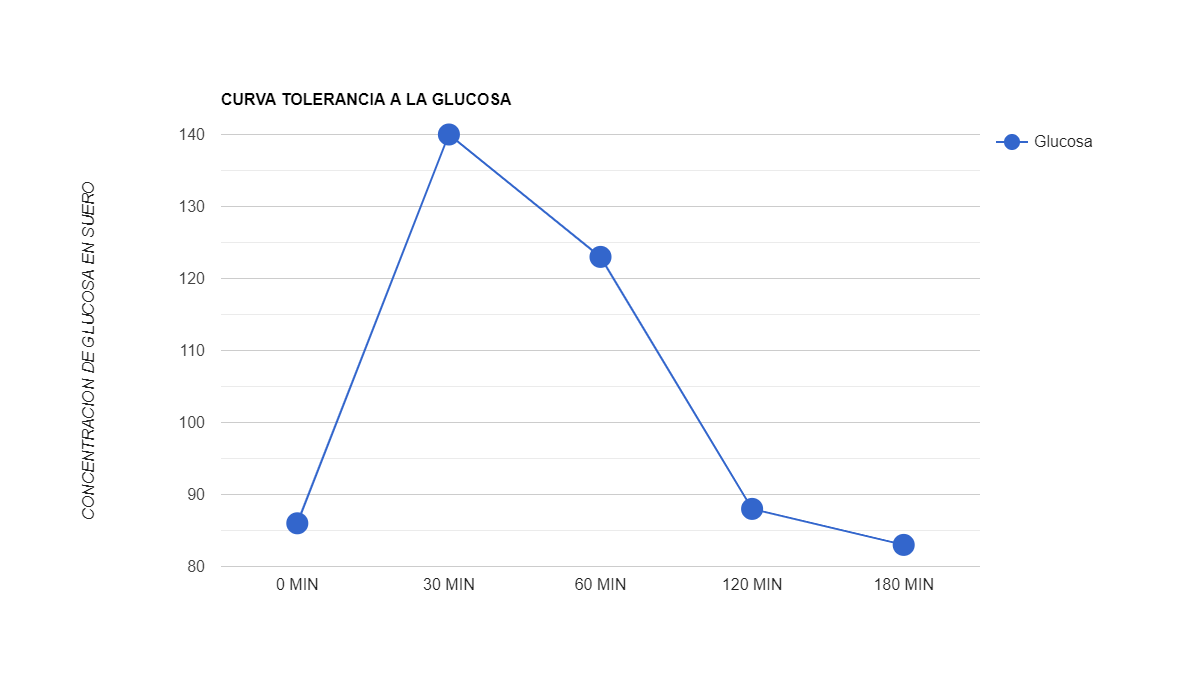 CURVA TOLERANCIA A LA GLUCOSA
Glucosa
CONCENTRACION DE GLUCOSA EN SUERO
140
130
120
110
100
90
80
0 MIN 30 MIN 60 MIN 120 MIN 180 MIN